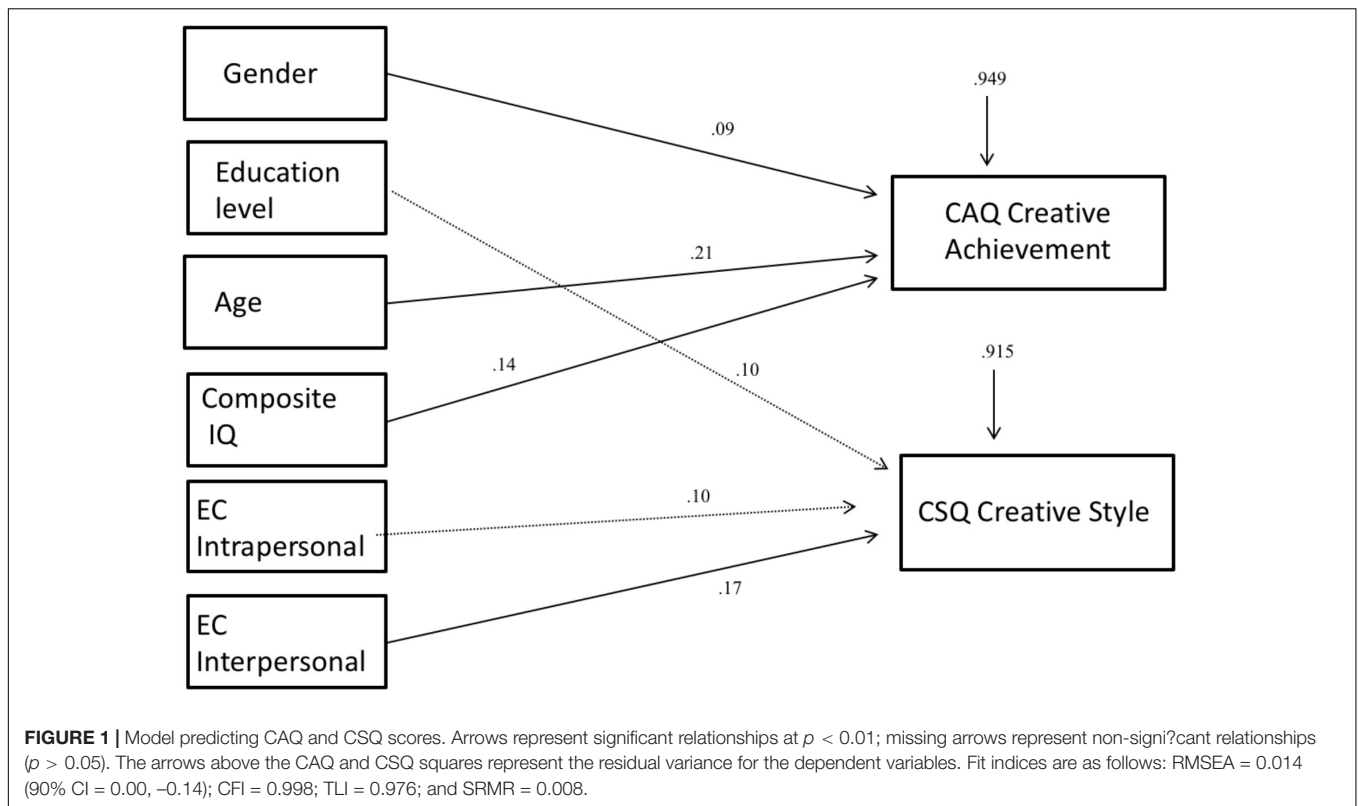 Gender
.949
.09
Education
level
CAQ Creative
Achievement
.21
Age
.915
.14
.10
Composite
IQ
EC
Intrapersonal
.10
CSQ Creative Style
.17
EC
Interpersonal
FIGURE 1 | Model predicting CAQ and CSQ scores. Arrows represent significant relationships at p < 0.01; missing arrows represent non-signi?cant relationships
(p > 0.05). The arrows above the CAQ and CSQ squares represent the residual variance for the dependent variables. Fit indices are as follows: RMSEA = 0.014
(90% CI = 0.00, –0.14); CFI = 0.998; TLI = 0.976; and SRMR = 0.008.